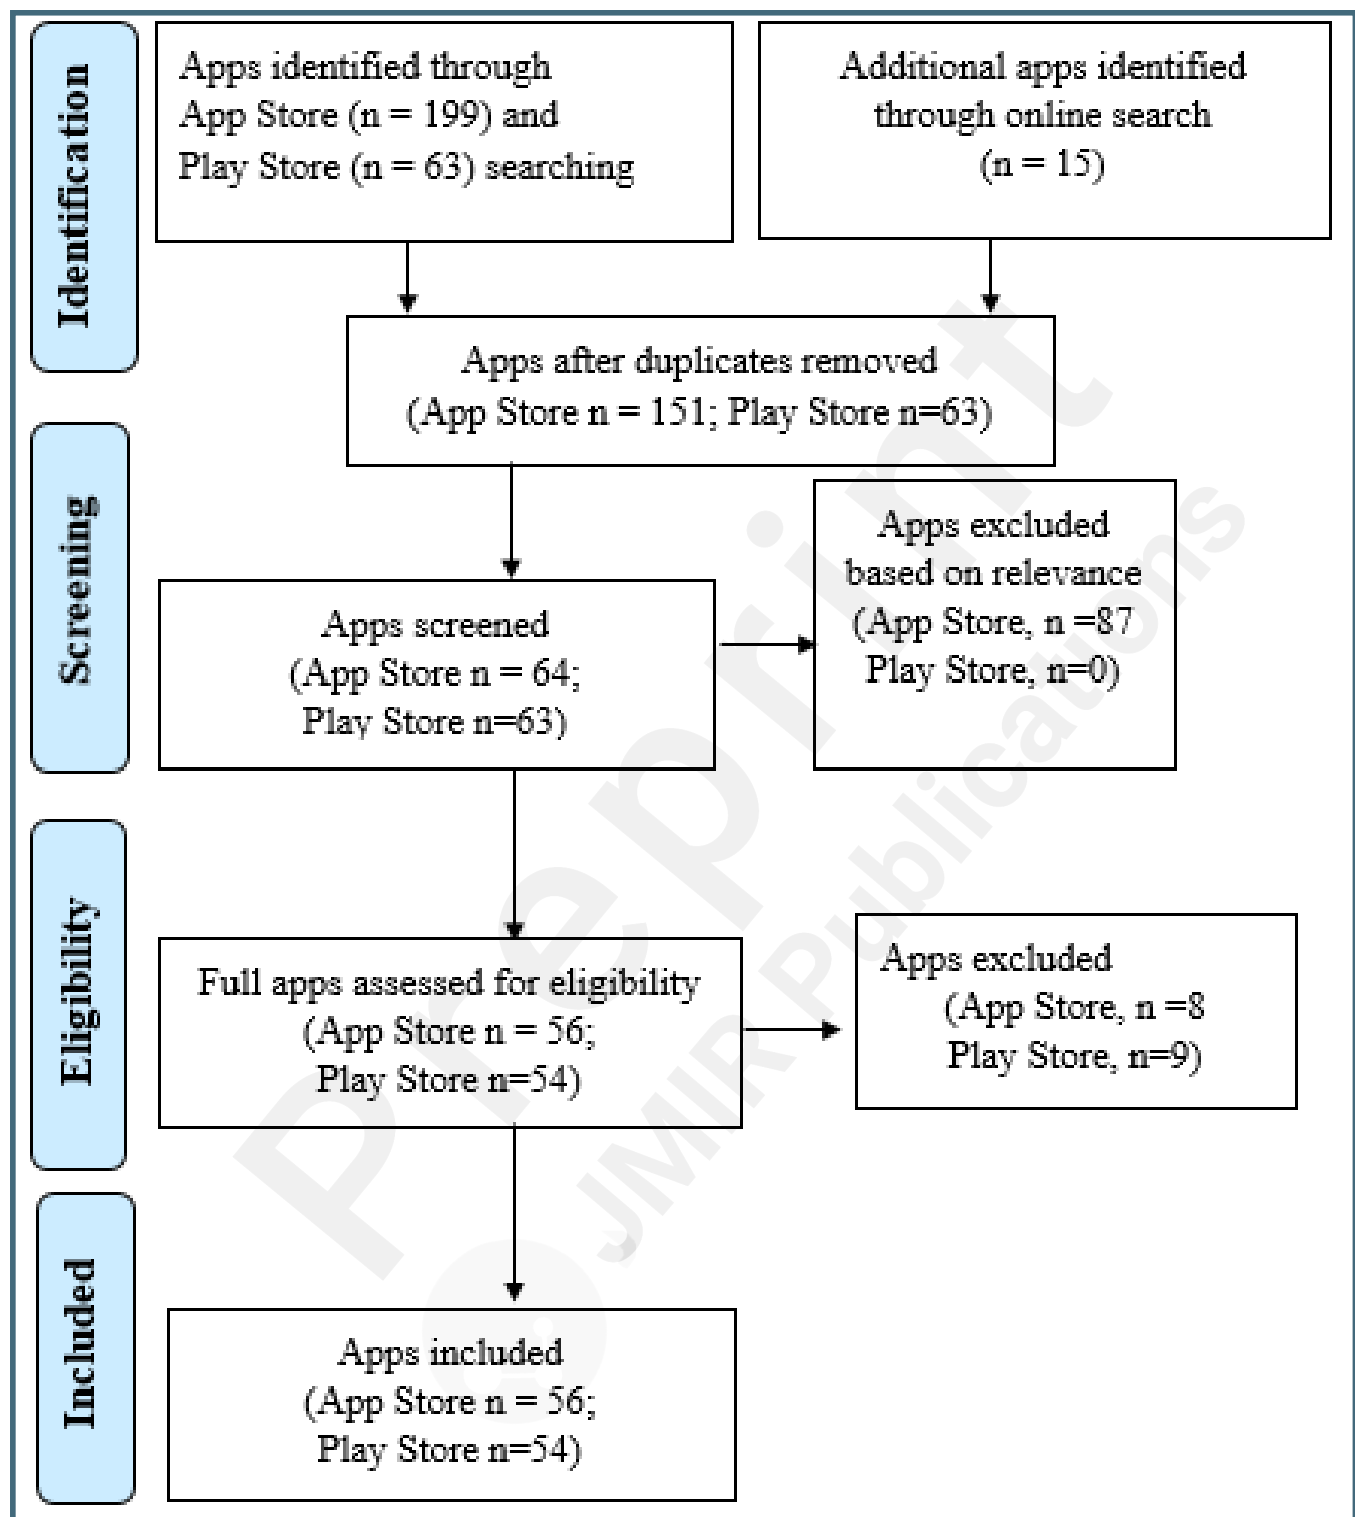 Identification
Apps identified through
App Store (n = 199) and
Play Store (n = 63) searching
Additional apps identified
through online search
(n = 15)
Apps after duplicates removed
(App Store n = 151; Play Store n=63)
Screening
Apps screened
(App Store n = 64;
Play Store n=63)
Apps excluded
based on relevance
(App Store, n =87
Play Store, n=0)
Eligibility
Full apps assessed for eligibility
(App Store n = 56;
Play Store n=54)
Apps excluded
(App Store, n =8
Play Store, n=9)
Included
Apps included
(App Store n = 56;
Play Store n=54)
Preprint
JMIR Publications